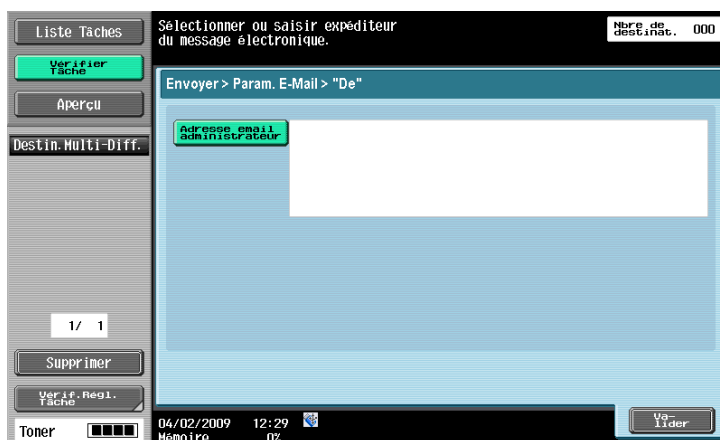 Liste Tâches
Vérifier
Tâche
Aperçu
Destin.Multi-Diff.
1/ 1
Supprimer
Vérif.Régl.
Tâche
Toner
Sélectionner ou saisir expéditeur
du message électronique.
Nbre de
destinat. 000
Envoyer > Param. E-Mail > "De"
Adresse email
administrateur
04/02/2009 12:29
Mémoire 0%
Va-
lider